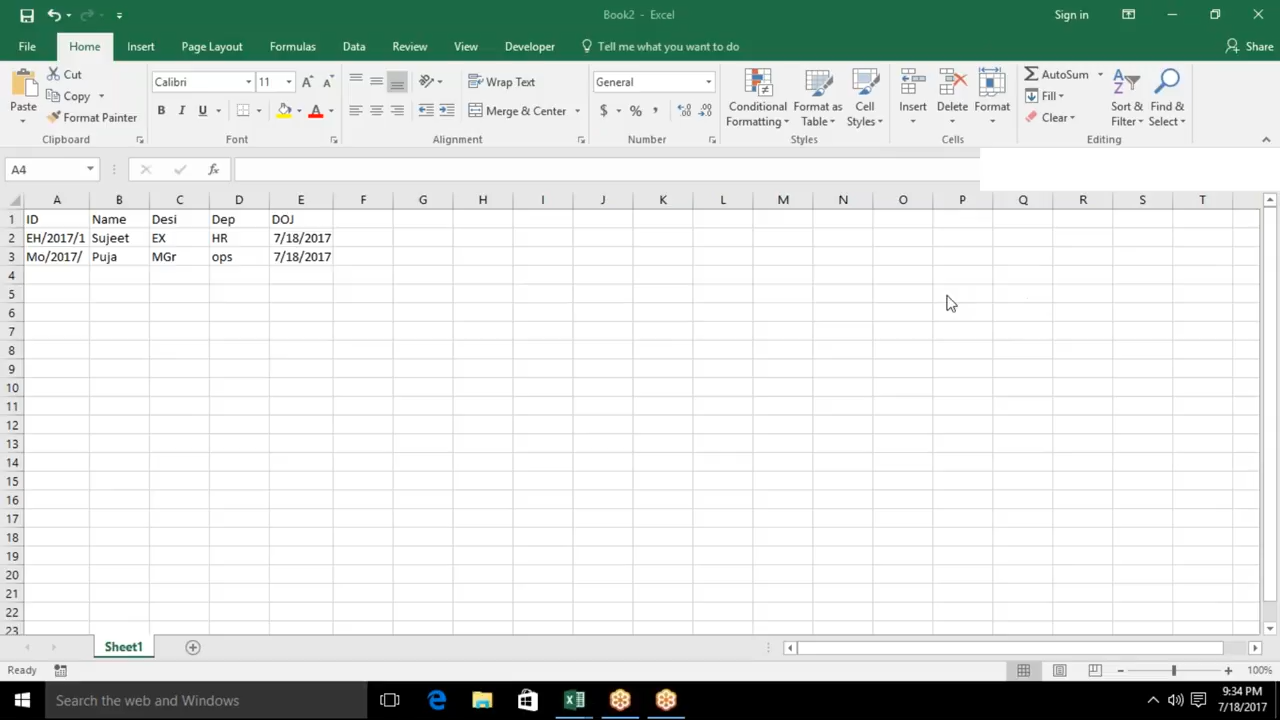 Book2 - Excel
Sign in
File Home Insert Page Layout Formulas Data Review View Developer Tell me what you want to do Share
Paste
Cut
Copy
Format Painter
Clipboard
Calibri 11
B I U
Font
Wrap Text
Merge & Center
Alignment
General
$ % ,
Number
Conditional Formatting
Format as Table
Cell Styles
Styles
Insert
Delete
Format
Cells
AutoSum
Fill
Clear
Sort & Filter
Find & Select
Editing
A4
fx
A B C D E F G H I J K L M N O P Q R S T
1 ID Name Desi Dep DOJ
2 EH/2017/1 Sujeet EX HR 7/18/2017
3 Mo/2017/ Puja MGr ops 7/18/2017
4
5
6
7
8
9
10
11
12
13
14
15
16
17
18
19
20
21
22
23
Sheet1
Ready
100%
Search the web and Windows
9:34 PM
7/18/2017